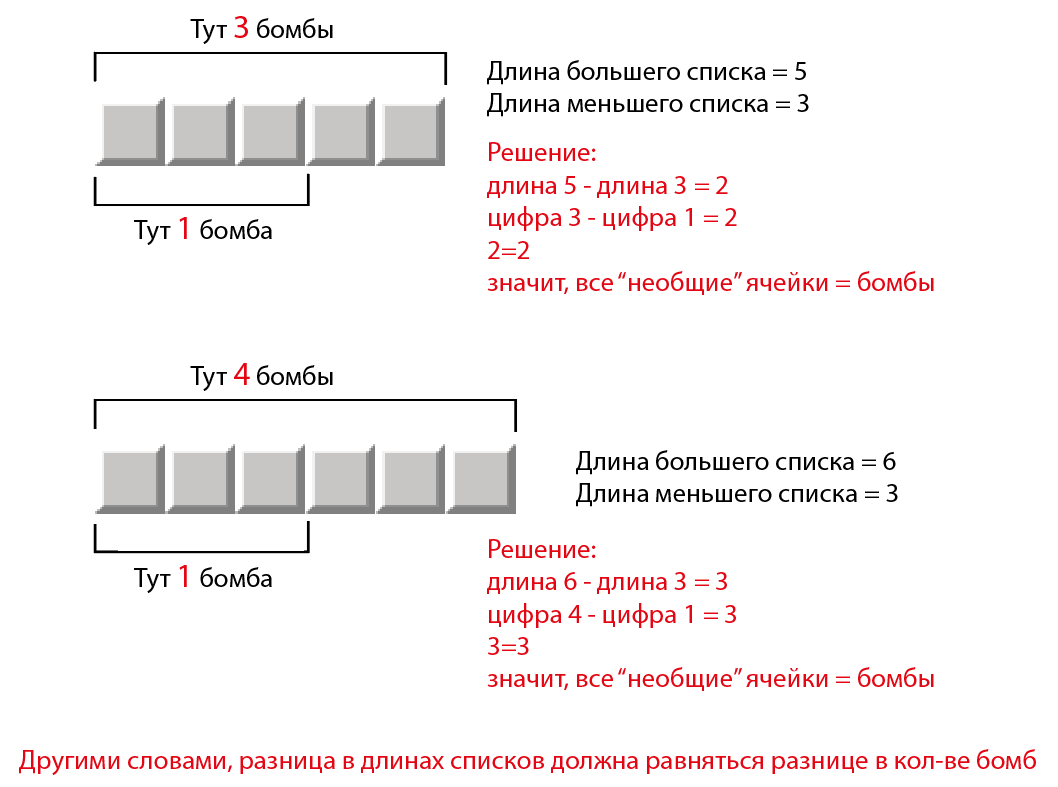 Тут 3 бомбы
Длина большего списка = 5
Длина меньшего списка = 3
Решение:
длина 5 - длина 3 = 2
цифра 3 - цифра 1 = 2
2=2
значит, все “необщие” ячейки = бомбы
Тут 1 бомба
Тут 4 бомбы
Длина большего списка = 6
Длина меньшего списка = 3
Решение:
длина 6 - длина 3 = 3
цифра 4 - цифра 1 = 3
3=3
значит, все “необщие” ячейки = бомбы
Тут 1 бомба
Другими словами, разница в длинах списков должна равняться разнице в кол-ве бомб